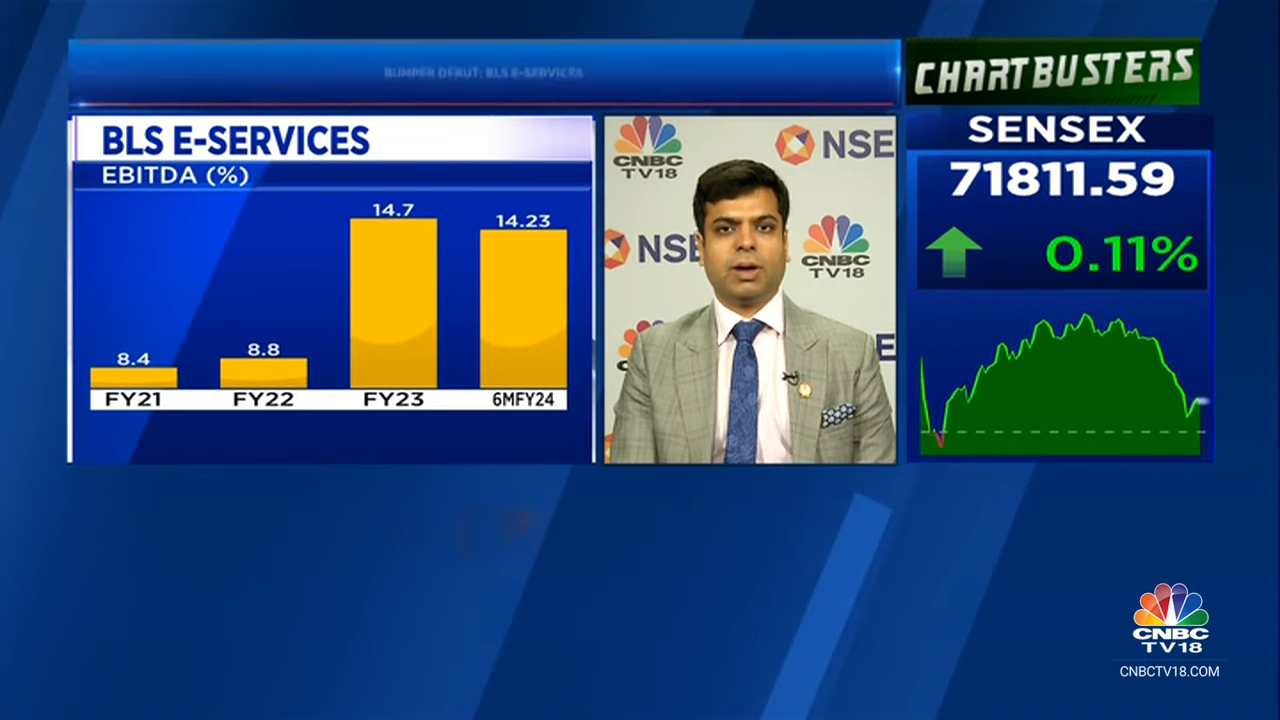 BUMPER DEBUT: BLS E-SERVICES
CHARTBUSTERS
BLS E-SERVICES
EBITDA (%)
8.4
8.8
14.7
14.23
FY21
FY22
FY23
6MFY24
CNBC
TV18
NSE
NSE
CNBC
TV18
SENSEX
71811.59
0.11%
CNBC
TV18
CNBCTV18.COM